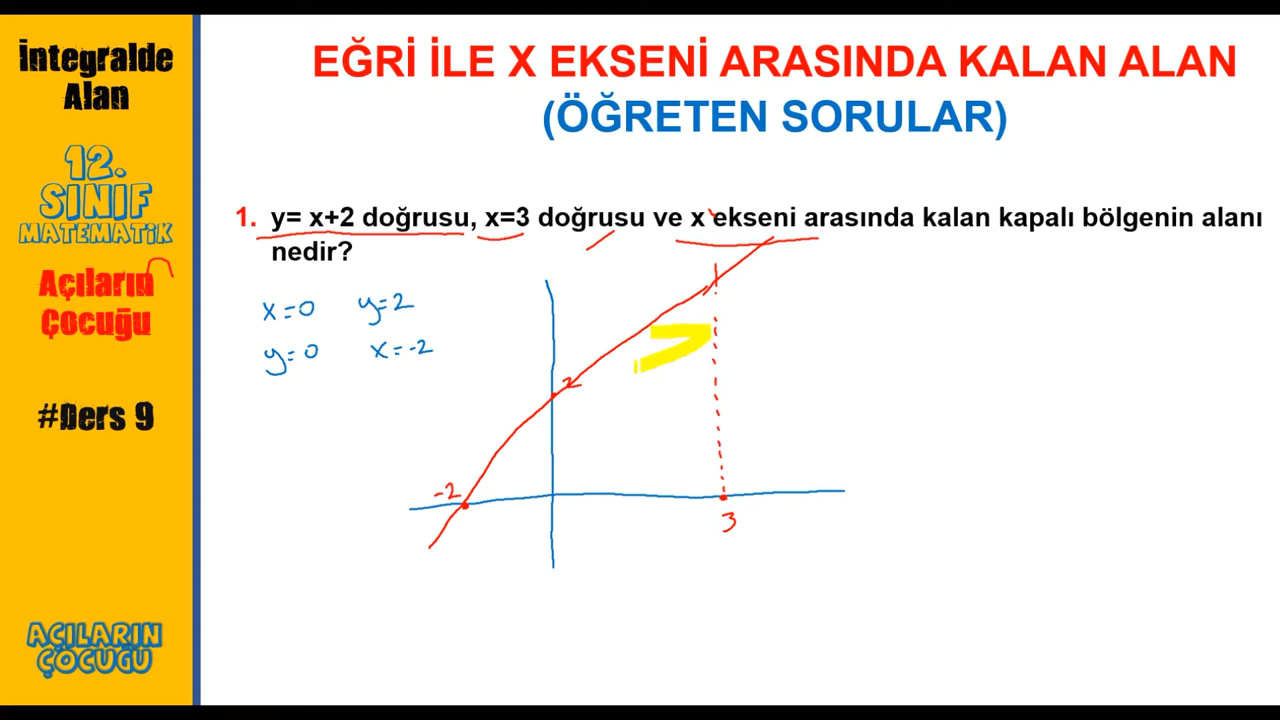 İntegralde
Alan
12.
SINIF
MATEMATİK
Açıların
Çocuğu
#Ders 9
AÇILARIN
ÇOCUĞU
EĞRİ İLE X EKSENİ ARASINDA KALAN ALAN
(ÖĞRETEN SORULAR)
1. y= x+2 doğrusu, x=3 doğrusu ve x ekseni arasında kalan kapalı bölgenin alanı
nedir?
x=0 y=2
y=0 x=-2
2
-2
3